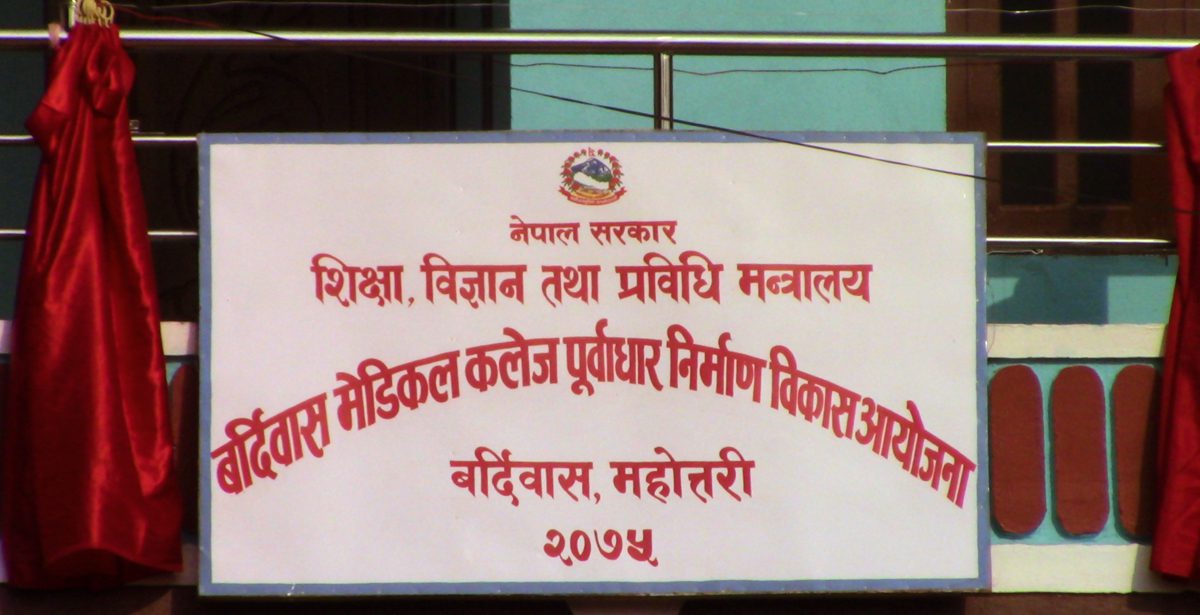 नेपाल सरकार
शिक्षा, विज्ञान तथा प्रविधि मन्त्रालय
बर्दिवास मेडिकल कलेज पूर्वाधार निर्माण विकास आयोजना
बर्दिवास, महोत्तरी
२०७५